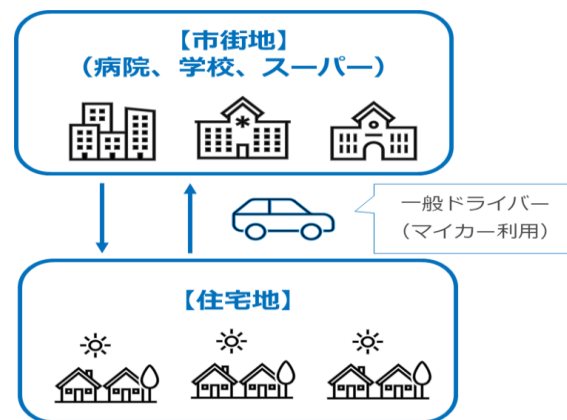 【市街地】
（病院、学校、スーパー）
一般ドライバー
（マイカー利用）
【住宅地】